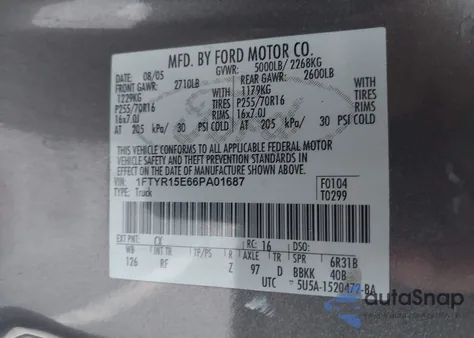 MFD. BY FORD MOTOR CO.
DATE: 08/05 GVWR: 5000LB/ 2268KG
FRONT GAWR: 2710LB REAR GAWR: 2600LB
1229KG 1179KG
P255/70R16 TIRES P255/70R16
16x7.0J RIMS 16x7.0J
AT 205 kPa/ 30 PSI COLD AT 205 kPa/ 30 PSI COLD
THIS VEHICLE CONFORMS TO ALL APPLICABLE FEDERAL MOTOR
VEHICLE SAFETY AND THEFT PREVENTION STANDARDS IN
EFFECT ON THE DATE OF MANUFACTURE SHOWN ABOVE.
VIN: 1FTYR15E66PA01687
TYPE: Truck
F0104
T0299
EXT PNT: CX RC: 16 DSO:
WB INT TR TP/PS R AXLE TR SPR 6R31B
126 RF Z 97 D BBKK 40B
UTC 5U5A-1520472-BA
autoSnap